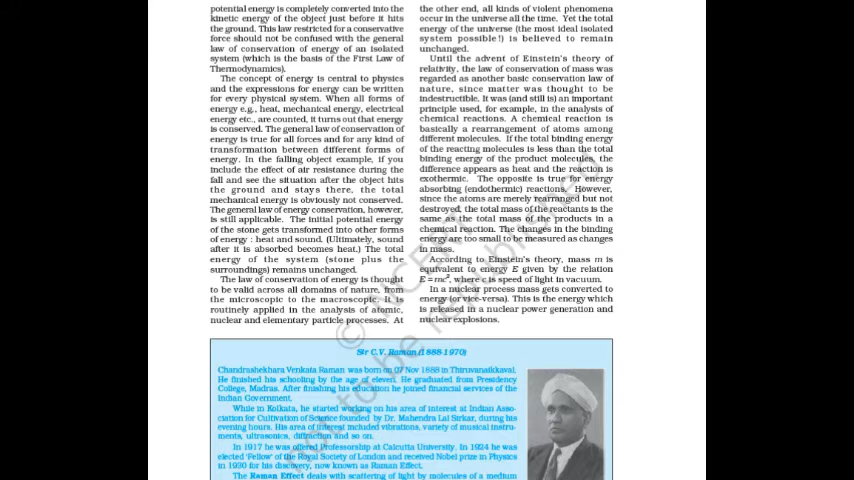 potential energy is completely converted into the
kinetic energy of the object just before it hits
the ground. This law restricted for a conservative
force should not be confused with the general
law of conservation of energy of an isolated
system (which is the basis of the First Law of
Thermodynamics).
The concept of energy is central to physics
and the expressions for energy can be written
for every physical system. When all forms of
energy e.g., heat, mechanical energy, electrical
energy etc., are counted, it turns out that energy
is conserved. The general law of conservation of
energy is true for all forces and for any kind of
transformation between different forms of
energy. In the falling object example, if you
include the effect of air resistance during the
fall and see the situation after the object hits
the ground and stays there, the total
mechanical energy is obviously not conserved.
The general law of energy conservation, however,
is still applicable. The initial potential energy
of the stone gets transformed into other forms
of energy : heat and sound. (Ultimately, sound
after it is absorbed becomes heat.) The total
energy of the system (stone plus the
surroundings) remains unchanged.
The law of conservation of energy is thought
to be valid across all domains of nature, from
the microscopic to the macroscopic. It is
routinely applied in the analysis of atomic,
nuclear and elementary particle processes. At
the other end, all kinds of violent phenomena
occur in the universe all the time. Yet the total
energy of the universe (the most ideal isolated
system possible!) is believed to remain
unchanged.
Until the advent of Einstein's theory of
relativity, the law of conservation of mass was
regarded as another basic conservation law of
nature, since matter was thought to be
indestructible. It was (and still is) an important
principle used, for example, in the analysis of
chemical reactions. A chemical reaction is
basically a rearrangement of atoms among
different molecules. If the total binding energy
of the reacting molecules is less than the total
binding energy of the product molecules, the
difference appears as heat and the reaction is
exothermic. The opposite is true for energy
absorbing (endothermic) reactions. However,
since the atoms are merely rearranged but not
destroyed, the total mass of the reactants is the
same as the total mass of the products in a
chemical reaction. The changes in the binding
energy are too small to be measured as changes
in mass.
According to Einstein's theory, mass m is
equivalent to energy E given by the relation
E = mc², where c is speed of light in vacuum.
In a nuclear process mass gets converted to
energy (or vice-versa). This is the energy which
is released in a nuclear power generation and
nuclear explosions.
Sir C.V. Raman (1888-1970)
Chandrashekhara Venkata Raman was born on 07 Nov 1888 in Thiruvanaikkaval.
He finished his schooling by the age of eleven. He graduated from Presidency
College, Madras. After finishing his education he joined financial services of the
Indian Government.
While in Kolkata, he started working on his area of interest at Indian Asso-
ciation for Cultivation of Science founded by Dr. Mahendra Lal Sirkar, during his
evening hours. His area of interest included vibrations, variety of musical instru-
ments, ultrasonics, diffraction and so on.
In 1917 he was offered Professorship at Calcutta University. In 1924 he was
elected 'Fellow' of the Royal Society of London and received Nobel prize in Physics
in 1930 for his discovery, now known as Raman Effect.
The Raman Effect deals with scattering of light by molecules of a medium
© NCERT
not to be republished